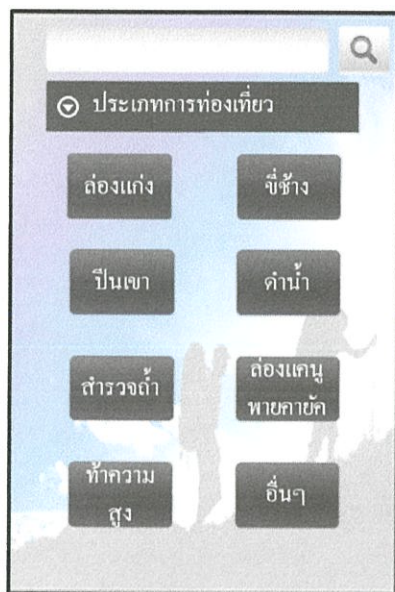 ประเภทการท่องเที่ยว
ล่องแก่ง
ขี่ช้าง
ปีนเขา
ดำน้ำ
สำรวจถ้ำ
ล่องแคนู
พายคายัค
ท้าความ
สูง
อื่นๆ